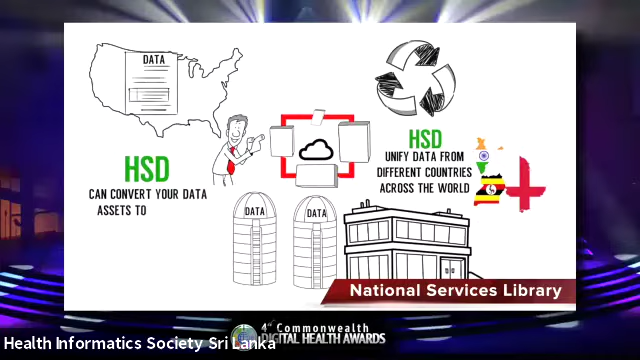 DATA
HSD
CAN CONVERT YOUR DATA
ASSETS TO
HSD
UNIFY DATA FROM
DIFFERENT COUNTRIES
ACROSS THE WORLD
DATA
DATA
National Services Library
4th Commonwealth
DIGITAL HEALTH AWARDS
Health Informatics Society Sri Lanka